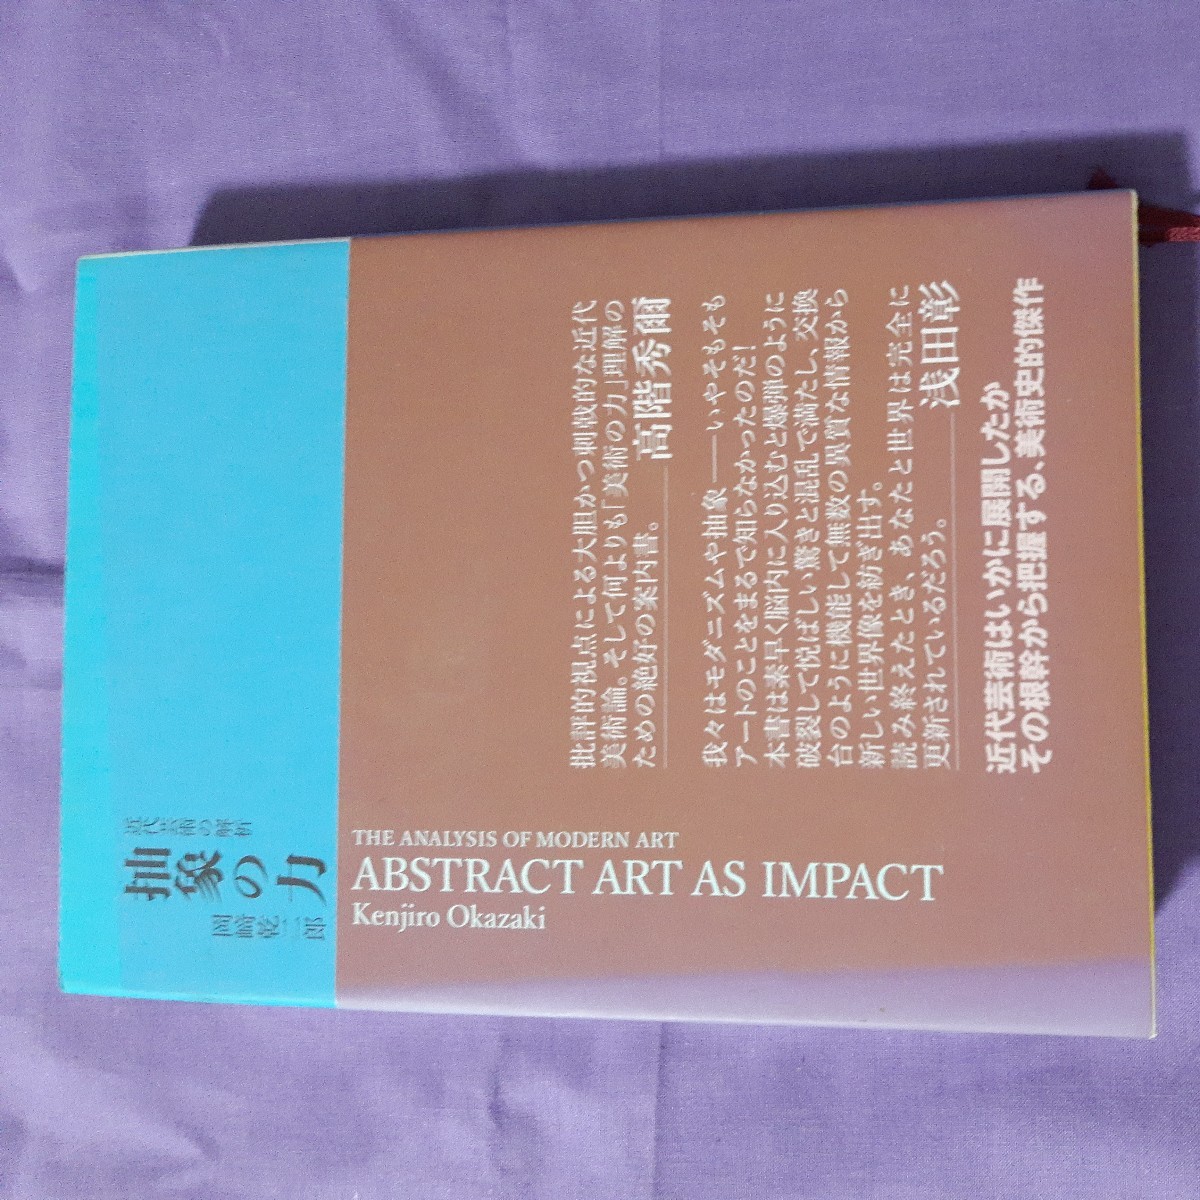 近代芸術の解析
抽象の力
岡﨑乾二郎
THE ANALYSIS OF MODERN ART
ABSTRACT ART AS IMPACT
Kenjiro Okazaki
批評的視点による大胆かつ刺戟的な近代
美術論。そして何よりも「美術の力」理解の
ための絶好の案内書。
高階秀爾
我々はモダニズムや抽象――いやそもそも
アートのことをまるで知らなかったのだ!
本書は素早く脳内に入り込むと爆弾のように
破裂して悦ばしい驚きと混乱で満たし、交換
台のように機能して無数の異質な情報から
新しい世界像を紡ぎ出す。
読み終えたとき、あなたと世界は完全に
更新されているだろう。
浅田彰
近代芸術はいかに展開したか
その根幹から把握する、美術史的傑作